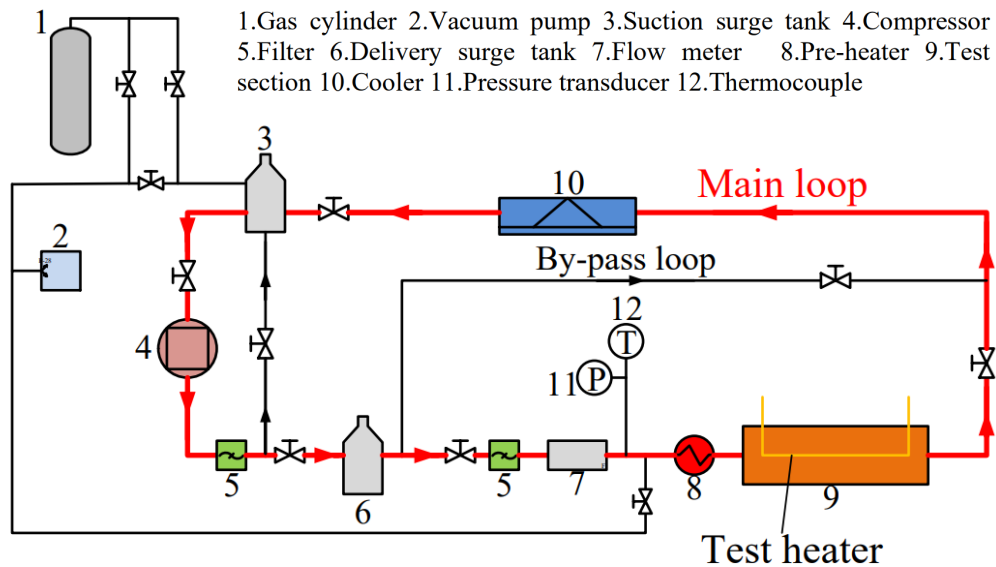 1.Gas cylinder 2.Vacuum pump 3.Suction surge tank 4.Compressor
5.Filter 6.Delivery surge tank 7.Flow meter 8.Pre-heater 9.Test
section 10.Cooler 11.Pressure transducer 12.Thermocouple
1
3
10
Main loop
2
By-pass loop
12
T
4
11
P
5
6
5
7
8
9
Test heater